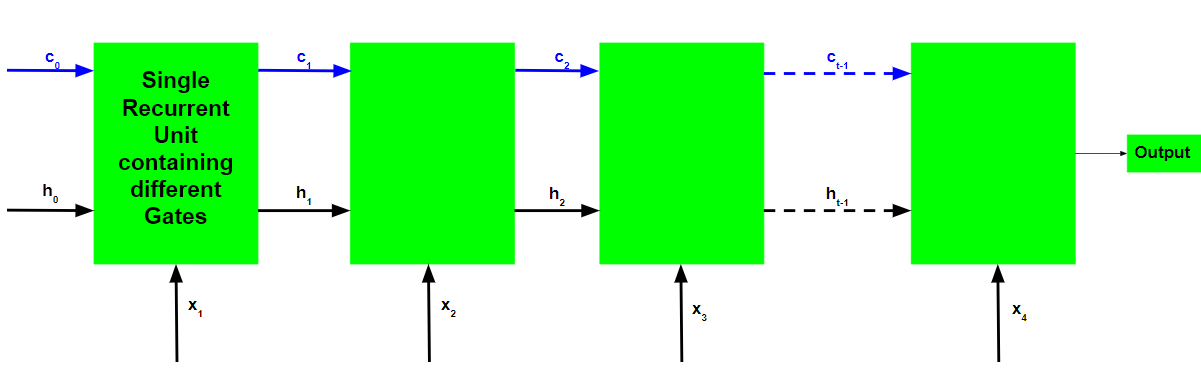 c0
c1
c2
ct-1
Single
Recurrent
Unit
containing
different
Gates
Output
h0
h1
h2
ht-1
x1
x2
x3
x4